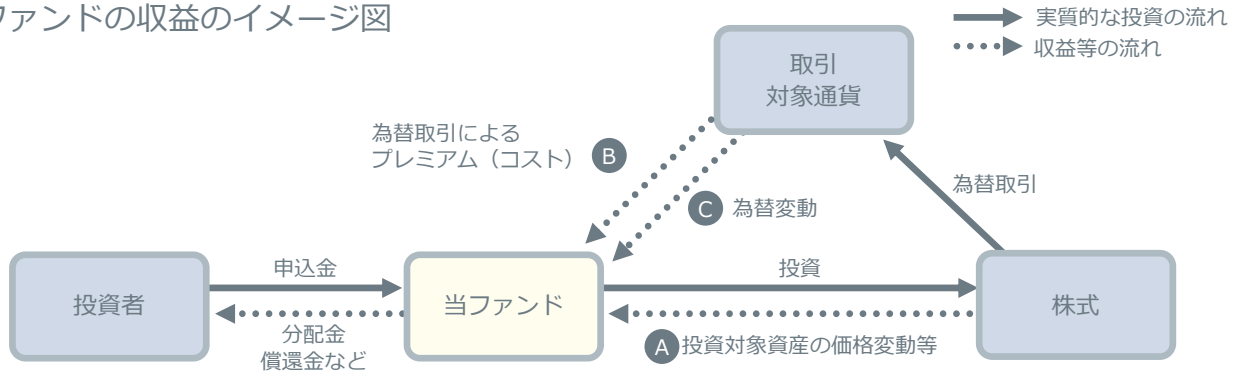 ファンドの収益のイメージ図
実質的な投資の流れ
収益等の流れ
取引
対象通貨
為替取引による
プレミアム（コスト）
B
為替取引
C
為替変動
投資者
申込金
分配金
償還金など
当ファンド
投資
A
投資対象資産の価格変動等
株式